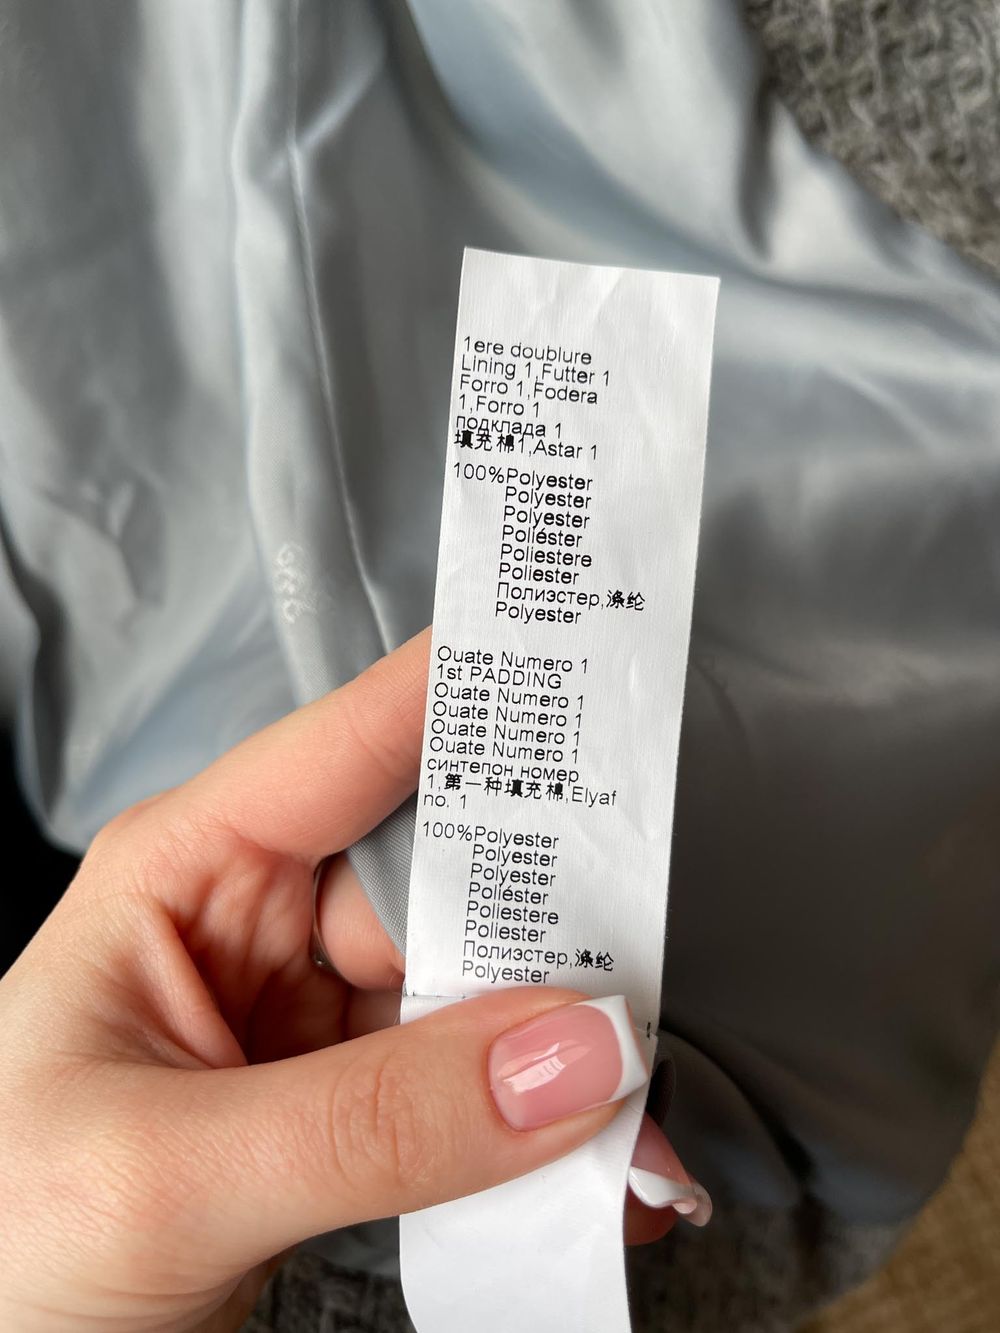 1ere doublure
Lining 1,Futter 1
Forro 1,Fodera
1,Forro 1
подклада 1
填充棉1,Astar 1
100%Polyester
Polyester
Polyester
Poliéster
Poliestere
Poliester
Полиэстер,涤纶
Polyester
Ouate Numero 1
1st PADDING
Ouate Numero 1
Ouate Numero 1
Ouate Numero 1
Ouate Numero 1
синтепон номер
1,第一种填充棉,Elyaf
no. 1
100%Polyester
Polyester
Polyester
Poliéster
Poliestere
Poliester
Полиэстер,涤纶
Polyester